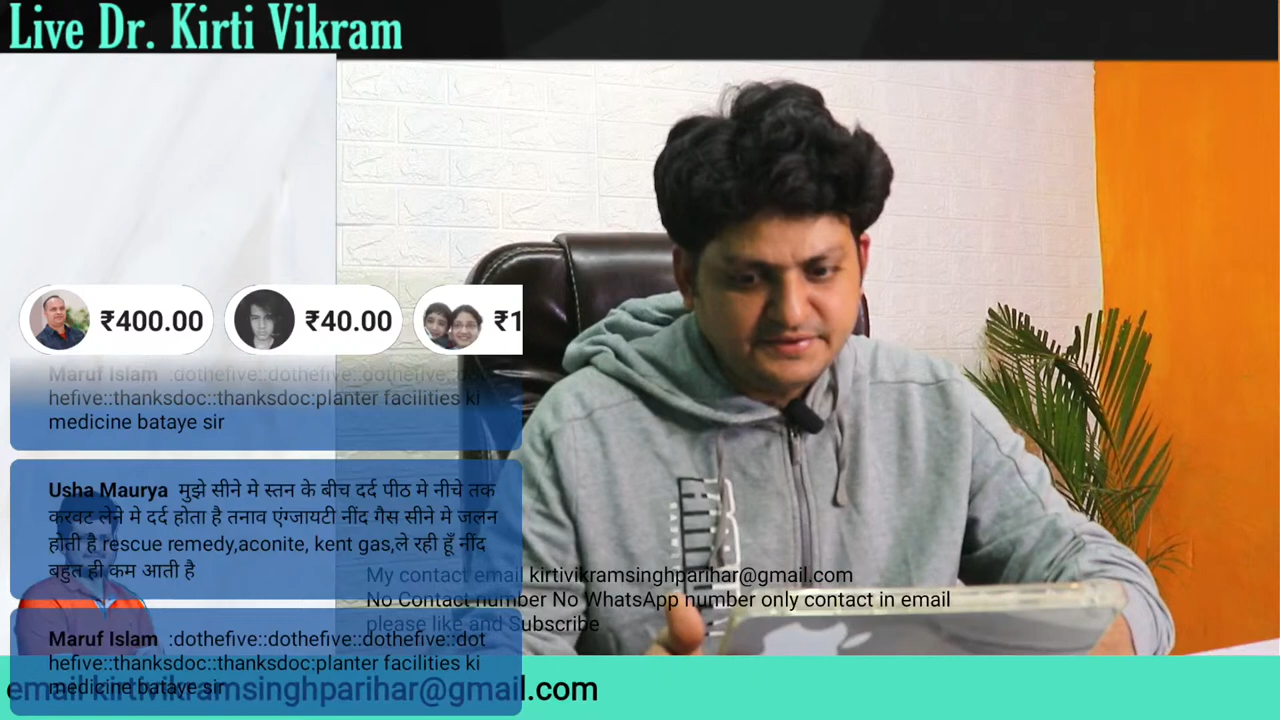 Live Dr. Kirti Vikram
₹400.00
₹40.00
₹1
Maruf Islam :dothefive::dothefive::dothefive::dot
hefive::thanksdoc::thanksdoc:planter facilities ki
medicine bataye sir
Usha Maurya मुझे सीने मे स्तन के बीच दर्द पीठ मे नीचे तक
करवट लेने मे दर्द होता है तनाव एंग्जायटी नींद गैस सीने मे जलन
होती है rescue remedy,aconite, kent gas,ले रही हूँ नींद
बहुत ही कम आती है
My contact email kirtivikramsinghparihar@gmail.com
No Contact number No WhatsApp number only contact in email
please like and Subscribe
Maruf Islam :dothefive::dothefive::dothefive::dot
hefive::thanksdoc::thanksdoc:planter facilities ki
medicine bataye sir
email kirtivikramsinghparihar@gmail.com